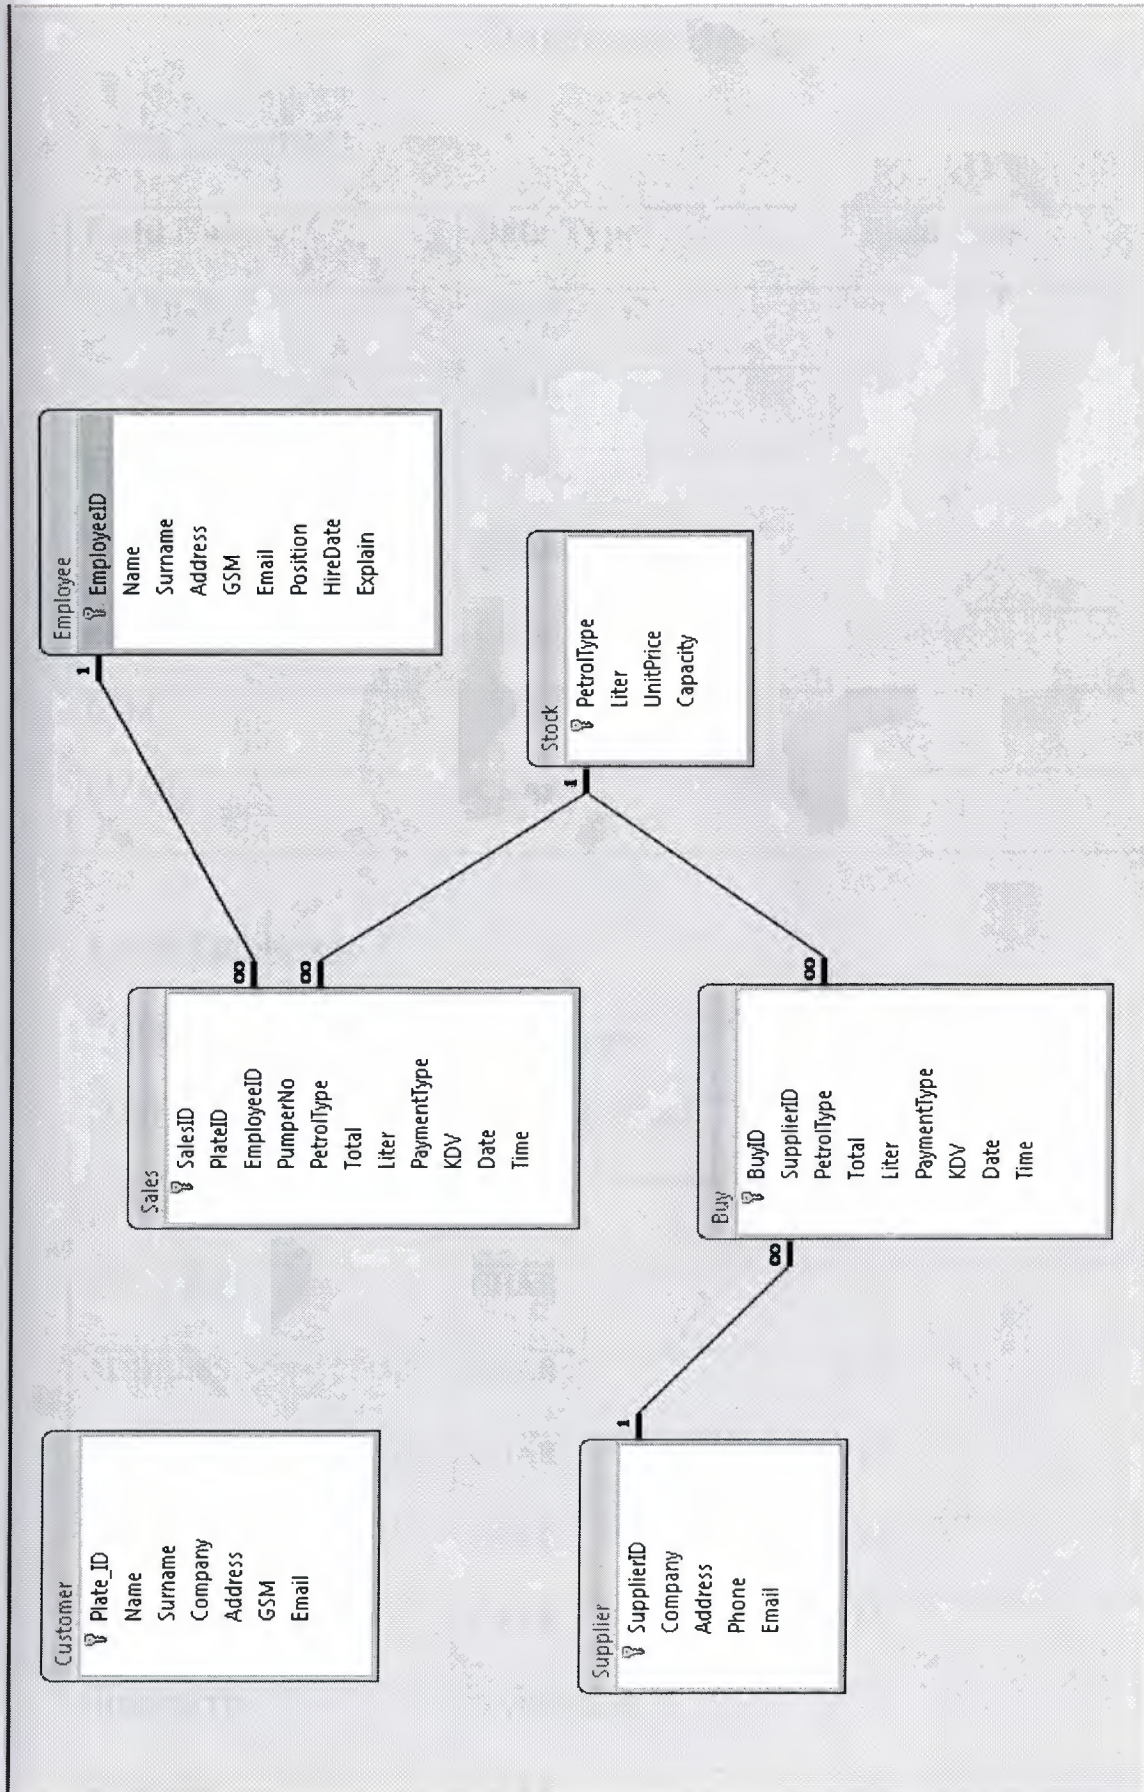 Customer
Plate_ID
Name
Surname
Company
Address
GSM
Email
Sales
SalesID
PlateID
EmployeeID
PumperNo
PetrolType
Total
Liter
PaymentType
KDV
Date
Time
∞
∞
Employee
EmployeeID
Name
Surname
Address
GSM
Email
Position
HireDate
Explain
1
Stock
PetrolType
Liter
UnitPrice
Capacity
1
Supplier
SupplierID
Company
Address
Phone
Email
1
Buy
BuyID
SupplierID
PetrolType
Total
Liter
PaymentType
KDV
Date
Time
∞
∞